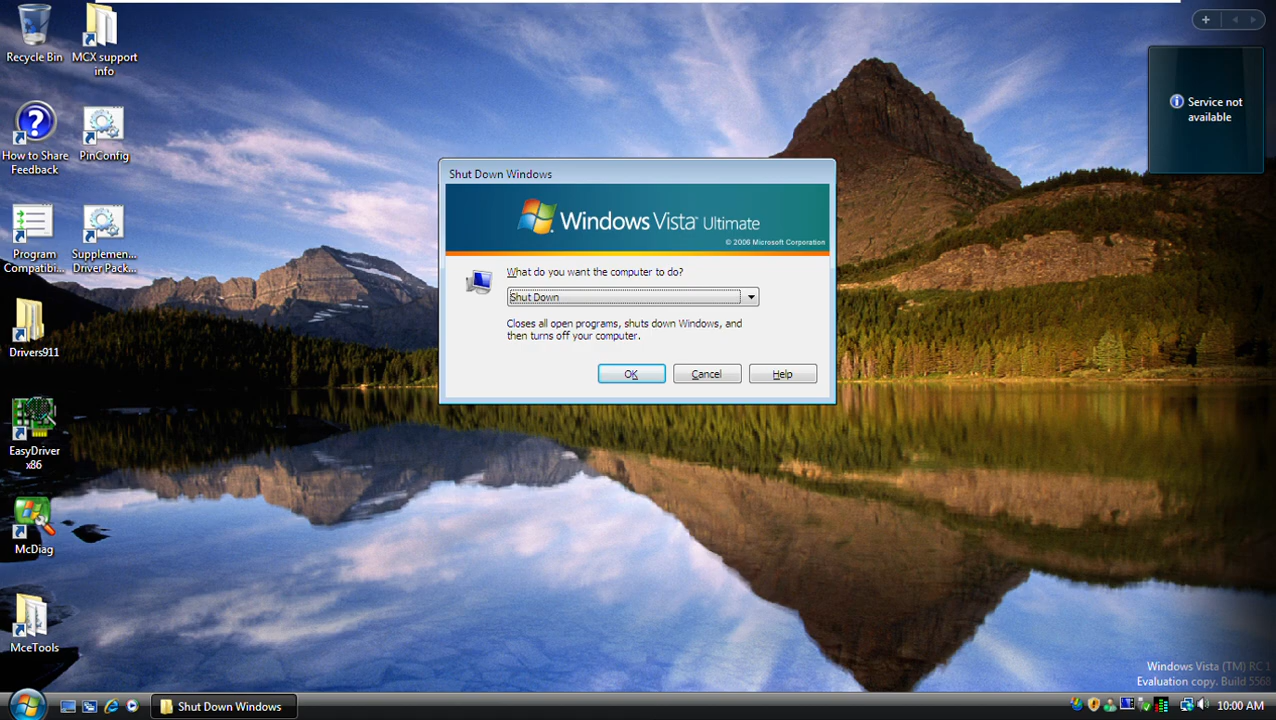 Recycle Bin
MCX support
info
How to Share
Feedback
PinConfig
Program
Compatibi...
Supplemen...
Driver Pack...
Drivers911
EasyDriver
x86
McDiag
MceTools
Service not
available
Shut Down Windows
Windows Vista™ Ultimate
© 2006 Microsoft Corporation
What do you want the computer to do?
Shut Down
Closes all open programs, shuts down Windows, and
then turns off your computer.
OK
Cancel
Help
Windows Vista (TM) RC 1
Evaluation copy. Build 5568
Shut Down Windows
10:00 AM